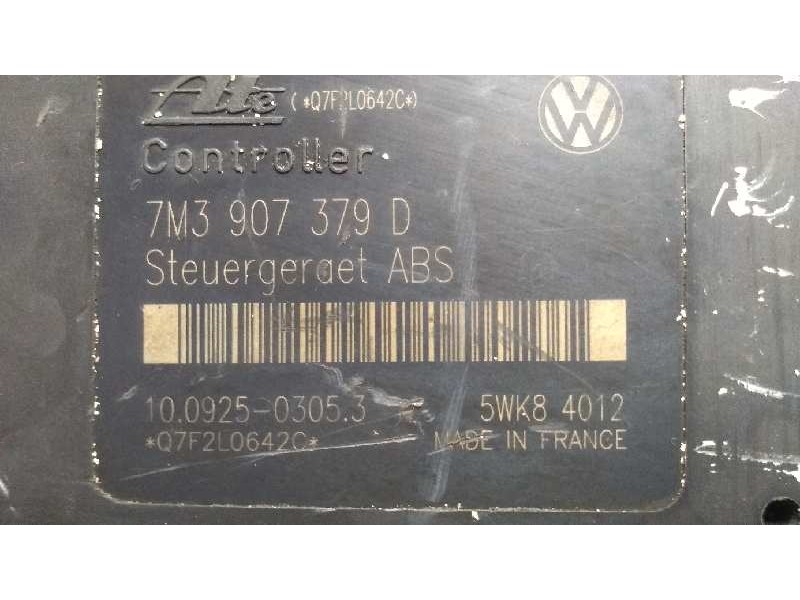 Ate (*Q7F2L0642C*)
Controller
7M3 907 379 D
Steuergeraet ABS
10.0925-0305.3 5WK8 4012
*Q7F2L0642C* MADE IN FRANCE